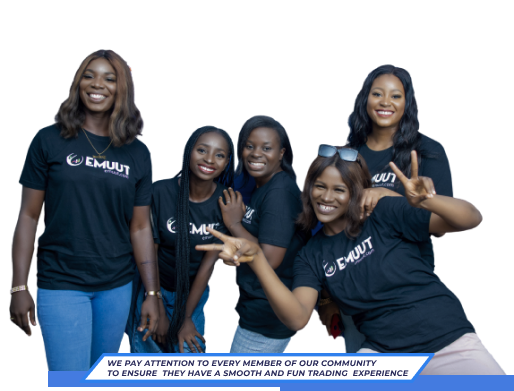 EMUUT
emuut.com
EMUUT
EMUUT
WE PAY ATTENTION TO EVERY MEMBER OF OUR COMMUNITY
TO ENSURE THEY HAVE A SMOOTH AND FUN TRADING EXPERIENCE